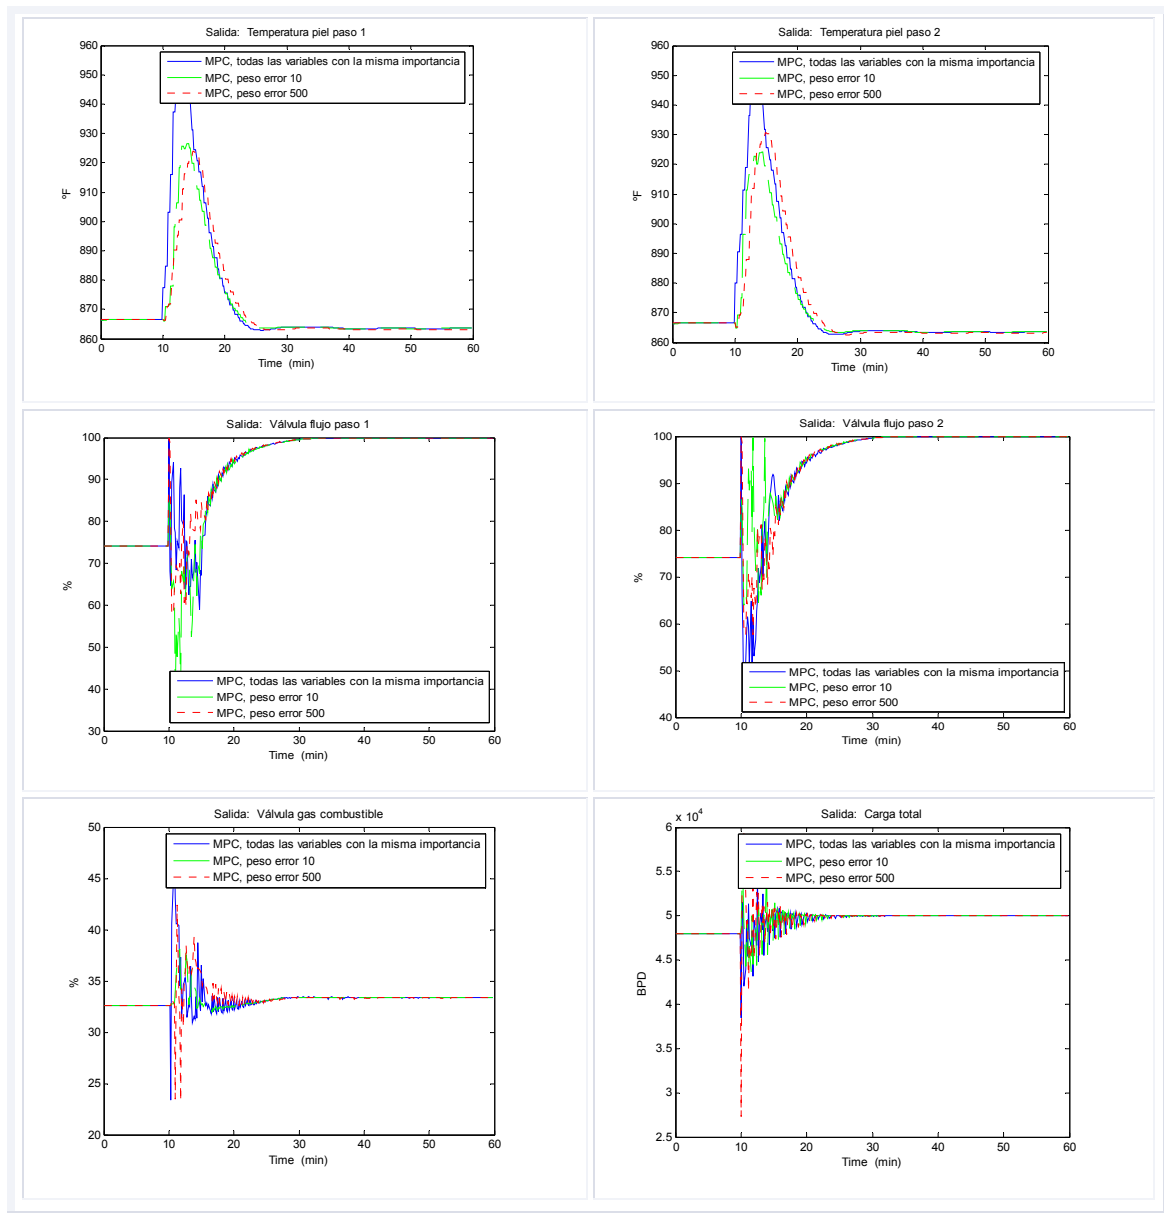 Salida: Temperatura piel paso 1
960
950
940
930
920
910
900
890
880
870
860
°F
MPC, todas las variables con la misma importancia
MPC, peso error 10
MPC, peso error 500
0 10 20 30 40 50 60
Time (min)
Salida: Temperatura piel paso 2
960
950
940
930
920
910
900
890
880
870
860
°F
MPC, todas las variables con la misma importancia
MPC, peso error 10
MPC, peso error 500
0 10 20 30 40 50 60
Time (min)
Salida: Válvula flujo paso 1
100
90
80
70
60
50
40
30
%
MPC, todas las variables con la misma importancia
MPC, peso error 10
MPC, peso error 500
0 10 20 30 40 50 60
Time (min)
Salida: Válvula flujo paso 2
100
90
80
70
60
50
40
%
MPC, todas las variables con la misma importancia
MPC, peso error 10
MPC, peso error 500
0 10 20 30 40 50 60
Time (min)
Salida: Válvula gas combustible
50
45
40
35
30
25
20
%
MPC, todas las variables con la misma importancia
MPC, peso error 10
MPC, peso error 500
0 10 20 30 40 50 60
Time (min)
Salida: Carga total
x 10⁴
6
5.5
5
4.5
4
3.5
3
2.5
BPD
MPC, todas las variables con la misma importancia
MPC, peso error 10
MPC, peso error 500
0 10 20 30 40 50 60
Time (min)